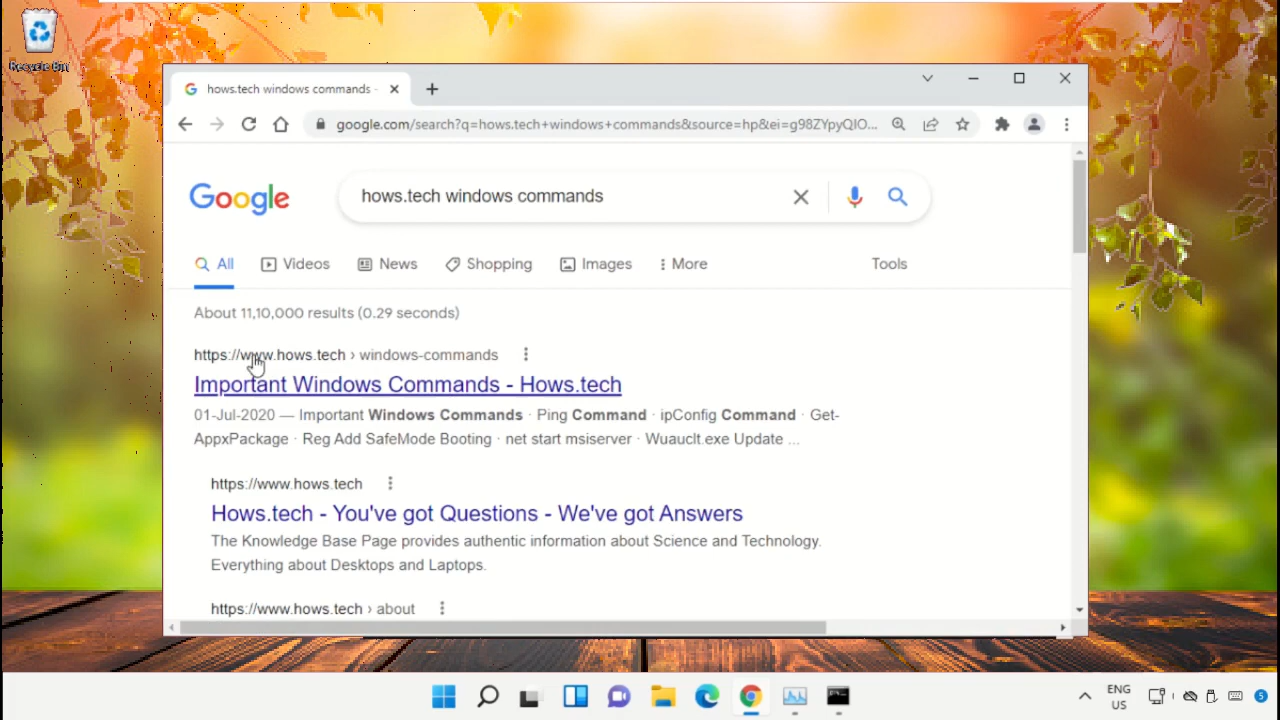 Recycle Bin
hows.tech windows commands -
google.com/search?q=hows.tech+windows+commands&source=hp&ei=g98ZYpyQIO...
Google
hows.tech windows commands
All
Videos
News
Shopping
Images
More
Tools
About 11,10,000 results (0.29 seconds)
https://www.hows.tech › windows-commands
Important Windows Commands - Hows.tech
01-Jul-2020 — Important Windows Commands · Ping Command · ipConfig Command · Get-
AppxPackage · Reg Add SafeMode Booting · net start msiserver · Wuauclt.exe Update ...
https://www.hows.tech
Hows.tech - You've got Questions - We've got Answers
The Knowledge Base Page provides authentic information about Science and Technology.
Everything about Desktops and Laptops.
https://www.hows.tech › about
ENG
US
5